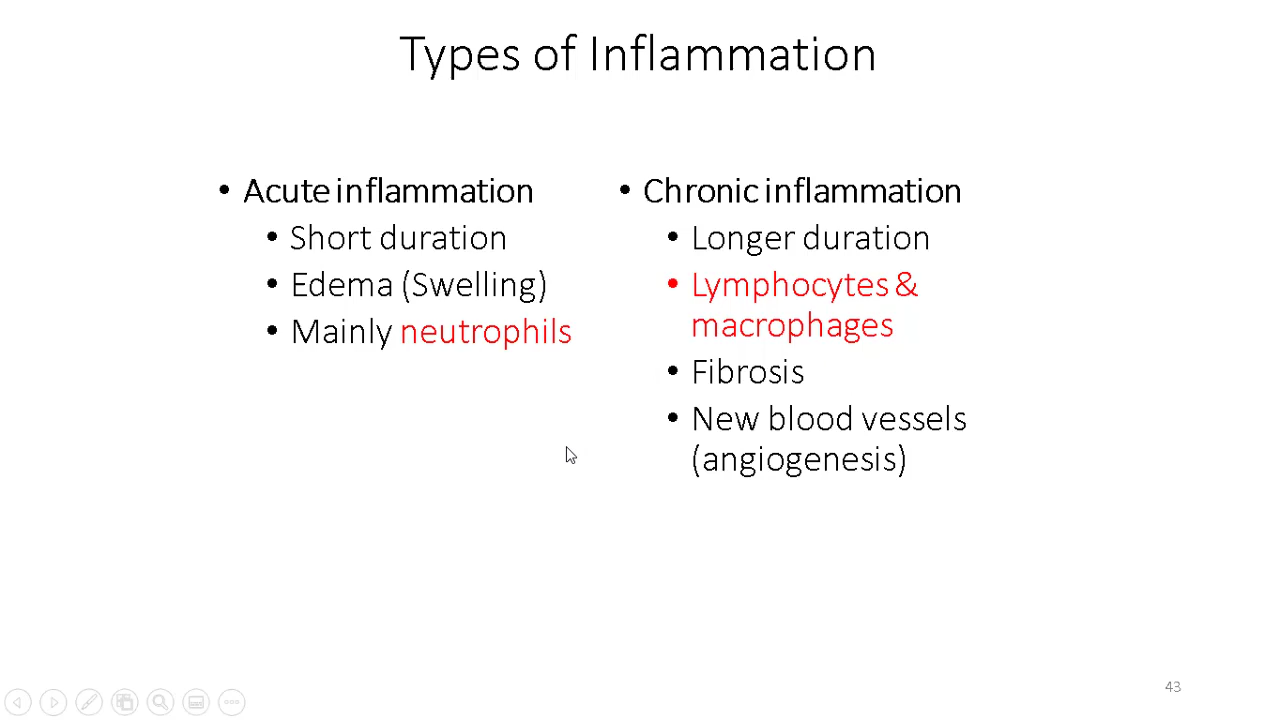 Types of Inflammation
• Acute inflammation
• Short duration
• Edema (Swelling)
• Mainly neutrophils
• Chronic inflammation
• Longer duration
• Lymphocytes &
macrophages
• Fibrosis
• New blood vessels
(angiogenesis)
43